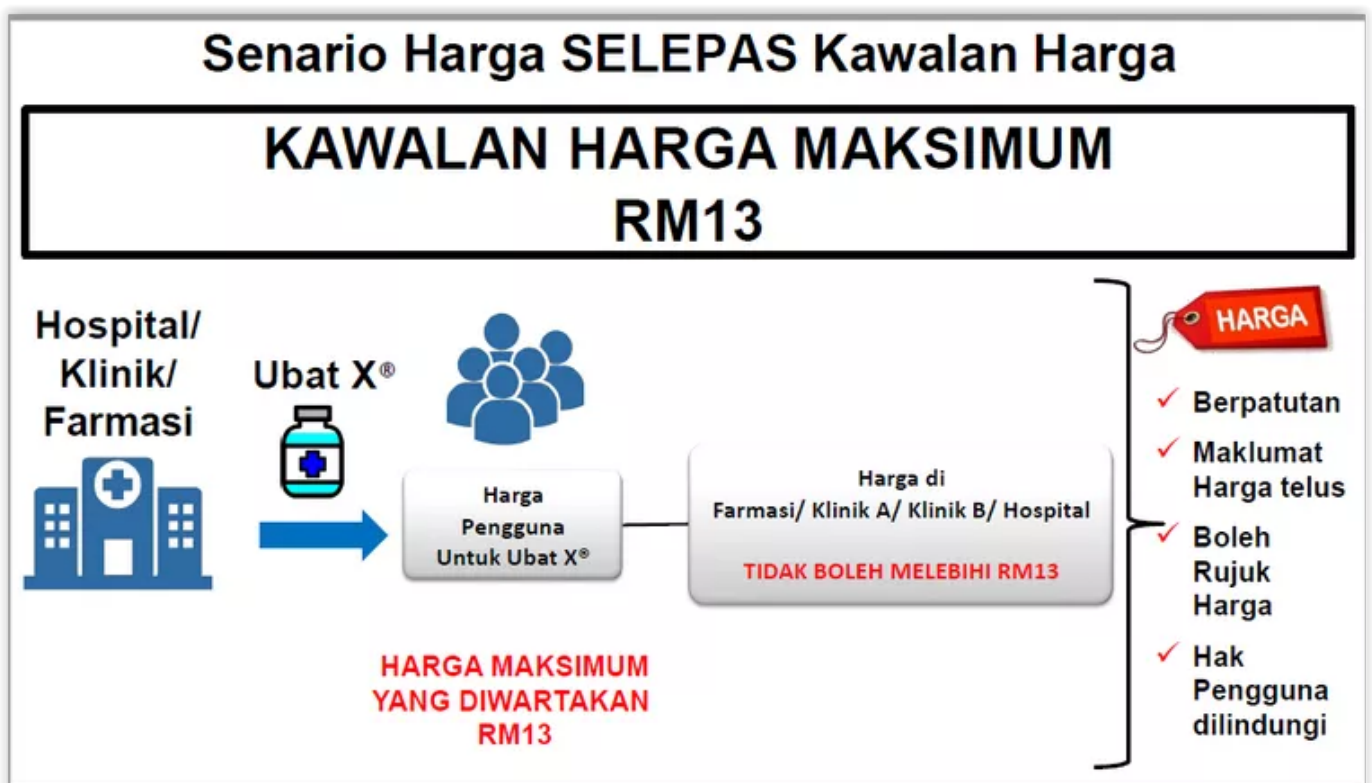 Senario Harga SELEPAS Kawalan Harga
KAWALAN HARGA MAKSIMUM
RM13
Hospital/
Klinik/
Farmasi
Ubat X®
Harga
Pengguna
Untuk Ubat X®
HARGA MAKSIMUM
YANG DIWARTAKAN
RM13
Harga di
Farmasi/ Klinik A/ Klinik B/ Hospital
TIDAK BOLEH MELEBIHI RM13
HARGA
✓ Berpatutan
✓ Maklumat
Harga telus
✓ Boleh
Rujuk
Harga
✓ Hak
Pengguna
dilindungi